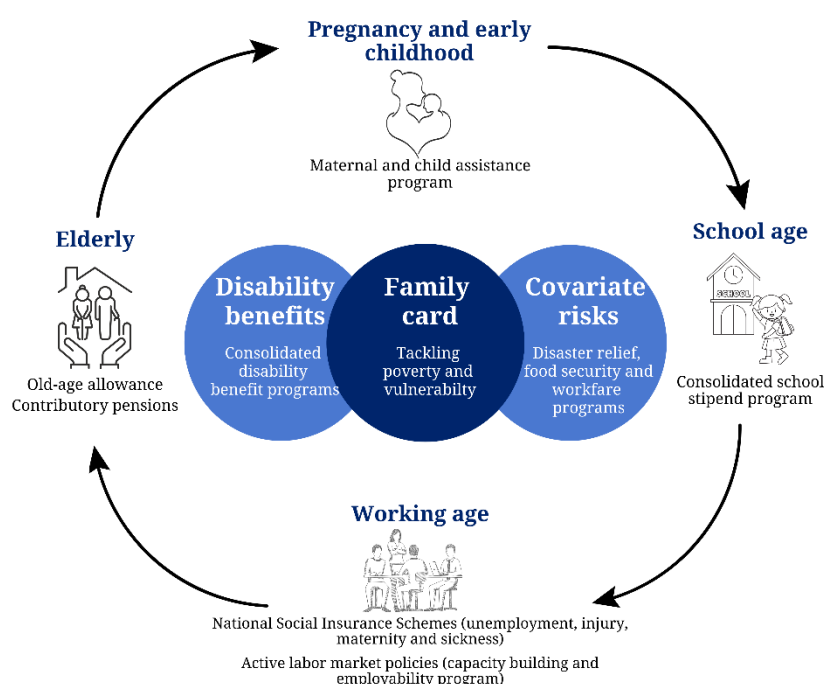 Pregnancy and early
childhood
Maternal and child assistance
program
School age
SCHOOL
Consolidated school
stipend program
Elderly
Old-age allowance
Contributory pensions
Disability
benefits
Consolidated
disability
benefit programs
Family
card
Tackling
poverty and
vulnerabilty
Covariate
risks
Disaster relief,
food security and
workfare
programs
Working age
National Social Insurance Schemes (unemployment, injury,
maternity and sickness)
Active labor market policies (capacity building and
employability program)